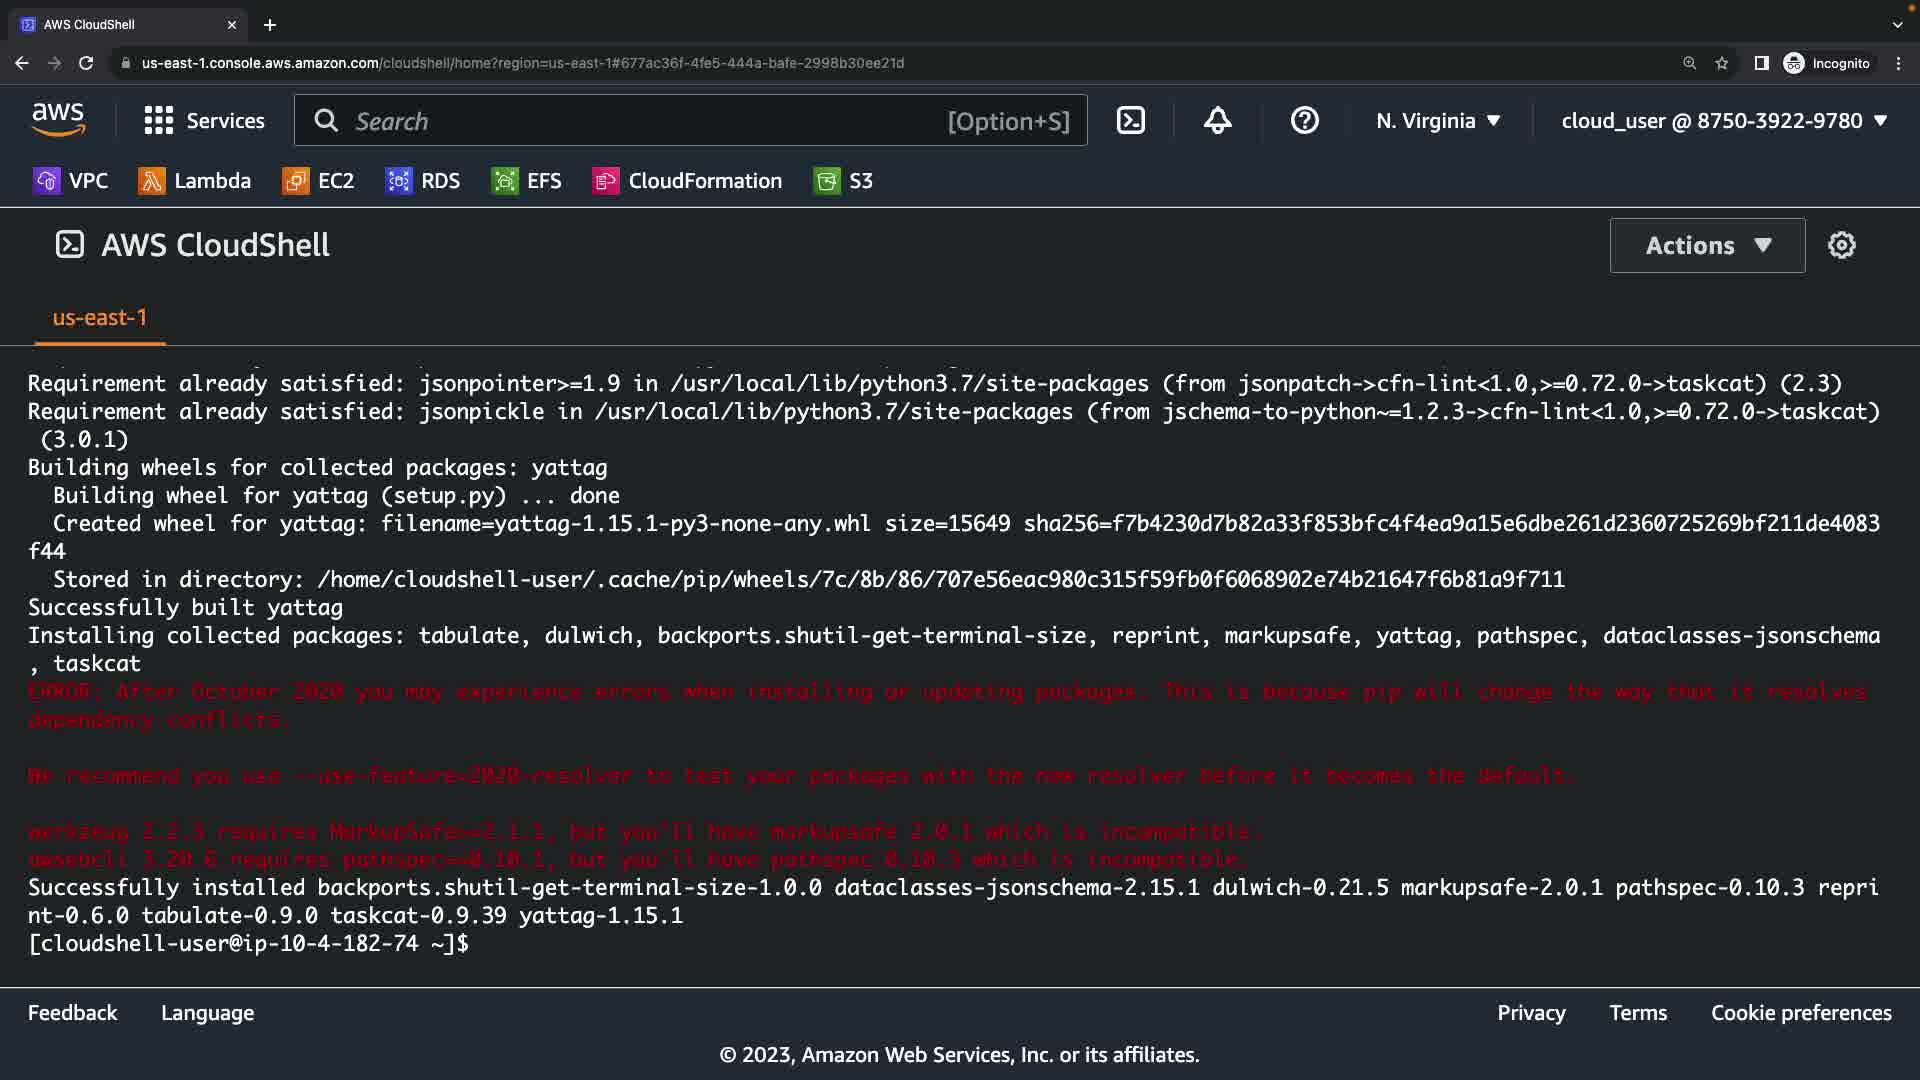 AWS CloudShell
us-east-1.console.aws.amazon.com/cloudshell/home?region=us-east-1#677ac36f-4fe5-444a-bafe-2998b30ee21d
Incognito
aws
Services
Search
[Option+S]
N. Virginia
cloud_user @ 8750-3922-9780
VPC
Lambda
EC2
RDS
EFS
CloudFormation
S3
AWS CloudShell
Actions
us-east-1
Requirement already satisfied: jsonpointer>=1.9 in /usr/local/lib/python3.7/site-packages (from jsonpatch->cfn-lint<1.0,>=0.72.0->taskcat) (2.3)
Requirement already satisfied: jsonpickle in /usr/local/lib/python3.7/site-packages (from jschema-to-python~=1.2.3->cfn-lint<1.0,>=0.72.0->taskcat)
(3.0.1)
Building wheels for collected packages: yattag
Building wheel for yattag (setup.py) ... done
Created wheel for yattag: filename=yattag-1.15.1-py3-none-any.whl size=15649 sha256=f7b4230d7b82a33f853bfc4f4ea9a15e6dbe261d2360725269bf211de4083
f44
Stored in directory: /home/cloudshell-user/.cache/pip/wheels/7c/8b/86/707e56eac980c315f59fb0f6068902e74b21647f6b81a9f711
Successfully built yattag
Installing collected packages: tabulate, dulwich, backports.shutil-get-terminal-size, reprint, markupsafe, yattag, pathspec, dataclasses-jsonschema
, taskcat
ERROR: After October 2020 you may experience errors when installing or updating packages. This is because pip will change the way that it resolves
dependency conflicts.
We recommend you use --use-feature=2020-resolver to test your packages with the new resolver before it becomes the default.
werkzeug 2.2.3 requires MarkupSafe>=2.1.1, but you'll have markupsafe 2.0.1 which is incompatible.
awsebcli 3.20.6 requires pathspec==0.10.1, but you'll have pathspec 0.10.3 which is incompatible.
Successfully installed backports.shutil-get-terminal-size-1.0.0 dataclasses-jsonschema-2.15.1 dulwich-0.21.5 markupsafe-2.0.1 pathspec-0.10.3 repri
nt-0.6.0 tabulate-0.9.0 taskcat-0.9.39 yattag-1.15.1
[cloudshell-user@ip-10-4-182-74 ~]$
Feedback
Language
Privacy
Terms
Cookie preferences
© 2023, Amazon Web Services, Inc. or its affiliates.